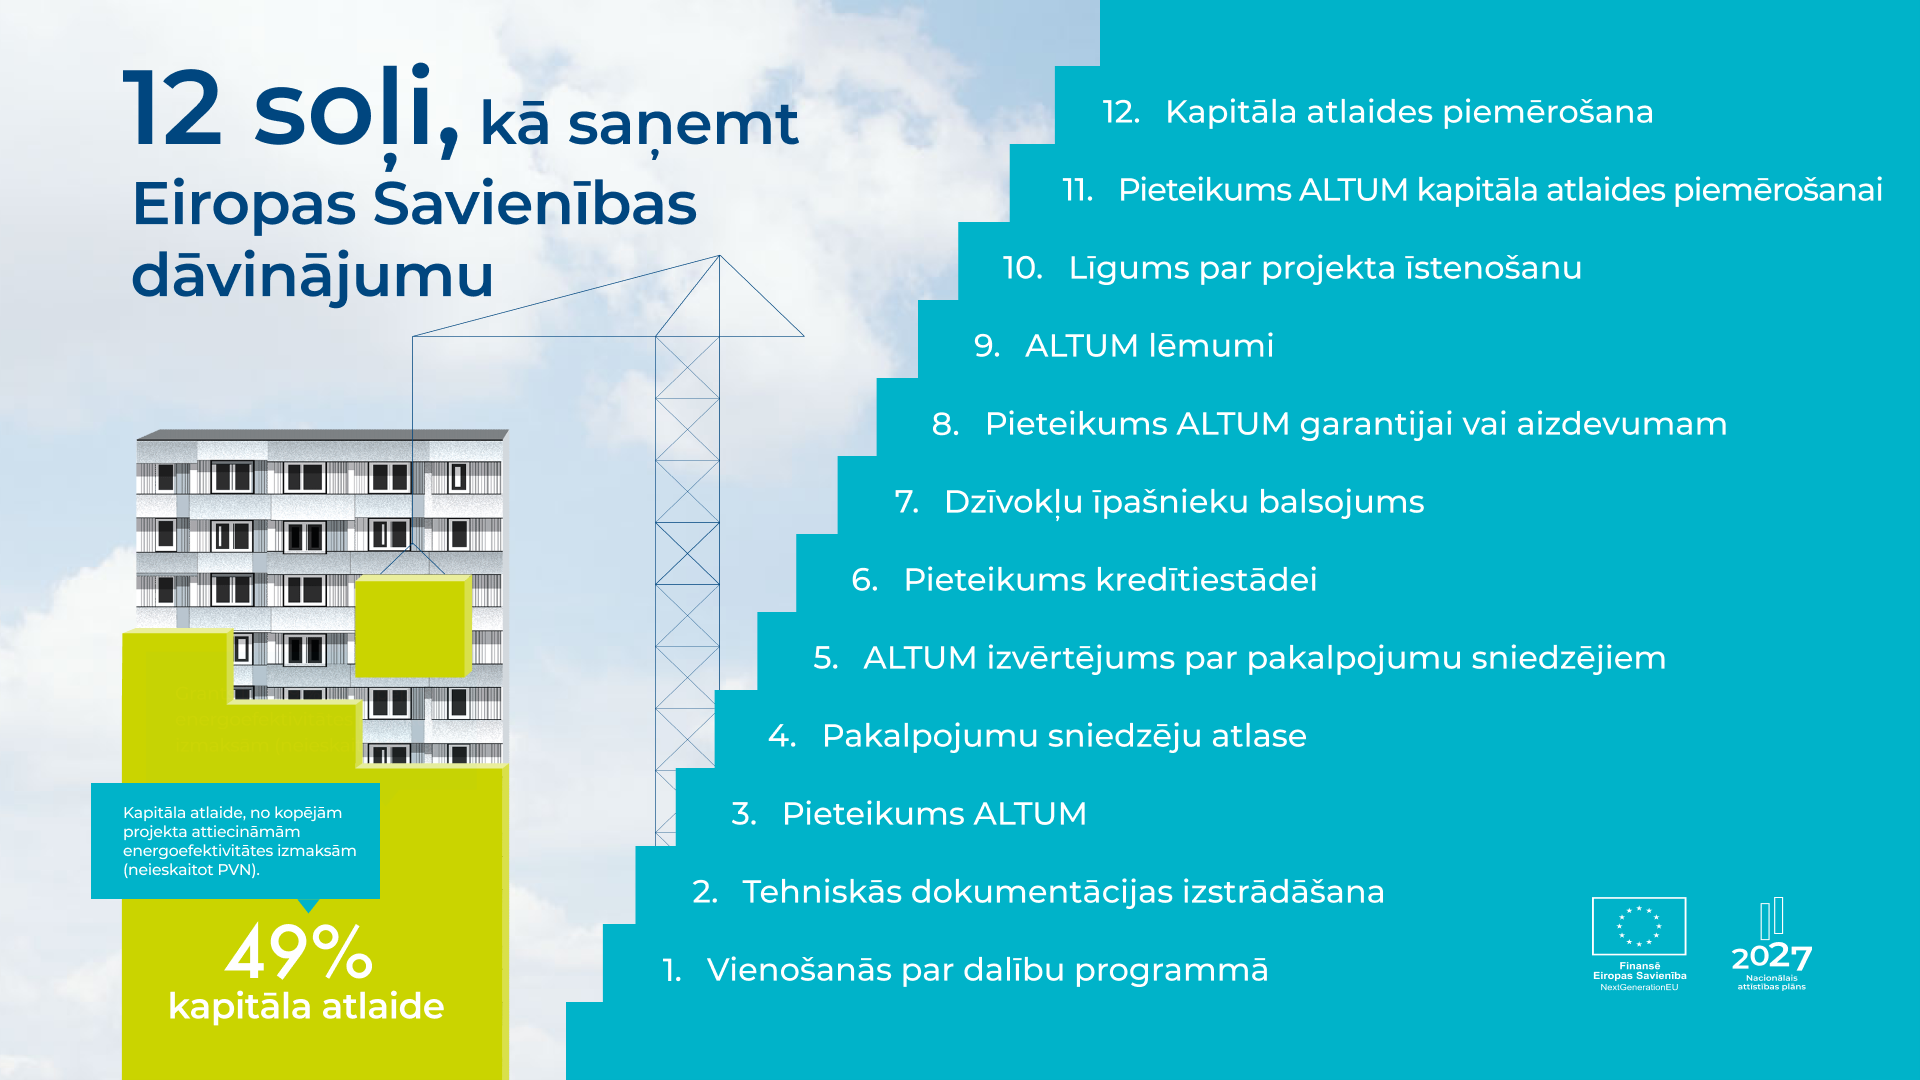 12 soļi, kā saņemt
Eiropas Savienības
dāvinājumu
12. Kapitāla atlaides piemērošana
11. Pieteikums ALTUM kapitāla atlaides piemērošanai
10. Līgums par projekta īstenošanu
9. ALTUM lēmumi
8. Pieteikums ALTUM garantijai vai aizdevumam
7. Dzīvokļu īpašnieku balsojums
6. Pieteikums kredītiestādei
5. ALTUM izvērtējums par pakalpojumu sniedzējiem
4. Pakalpojumu sniedzēju atlase
3. Pieteikums ALTUM
2. Tehniskās dokumentācijas izstrādāšana
1. Vienošanās par dalību programmā
Kapitāla atlaide, no kopējām
projekta attiecināmām
energoefektivitātes izmaksām
(neieskaitot PVN).
49%
kapitāla atlaide
Finansē
Eiropas Savienība
NextGenerationEU
2027
Nacionālais
attīstības plāns